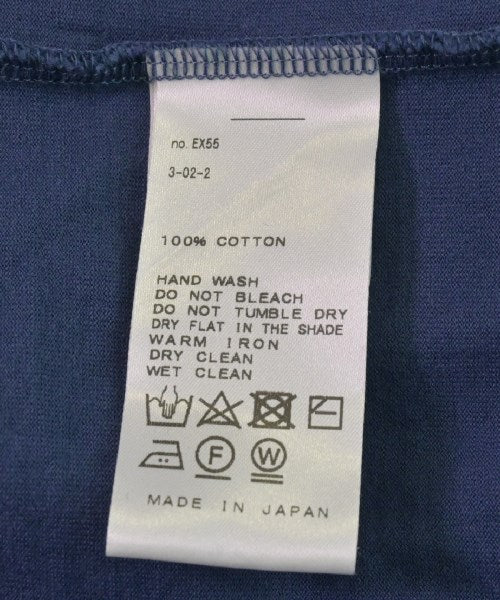 no. EX55
3-02-2
100% COTTON
HAND WASH
DO NOT BLEACH
DO NOT TUMBLE DRY
DRY FLAT IN THE SHADE
WARM IRON
DRY CLEAN
WET CLEAN
F W
MADE IN JAPAN